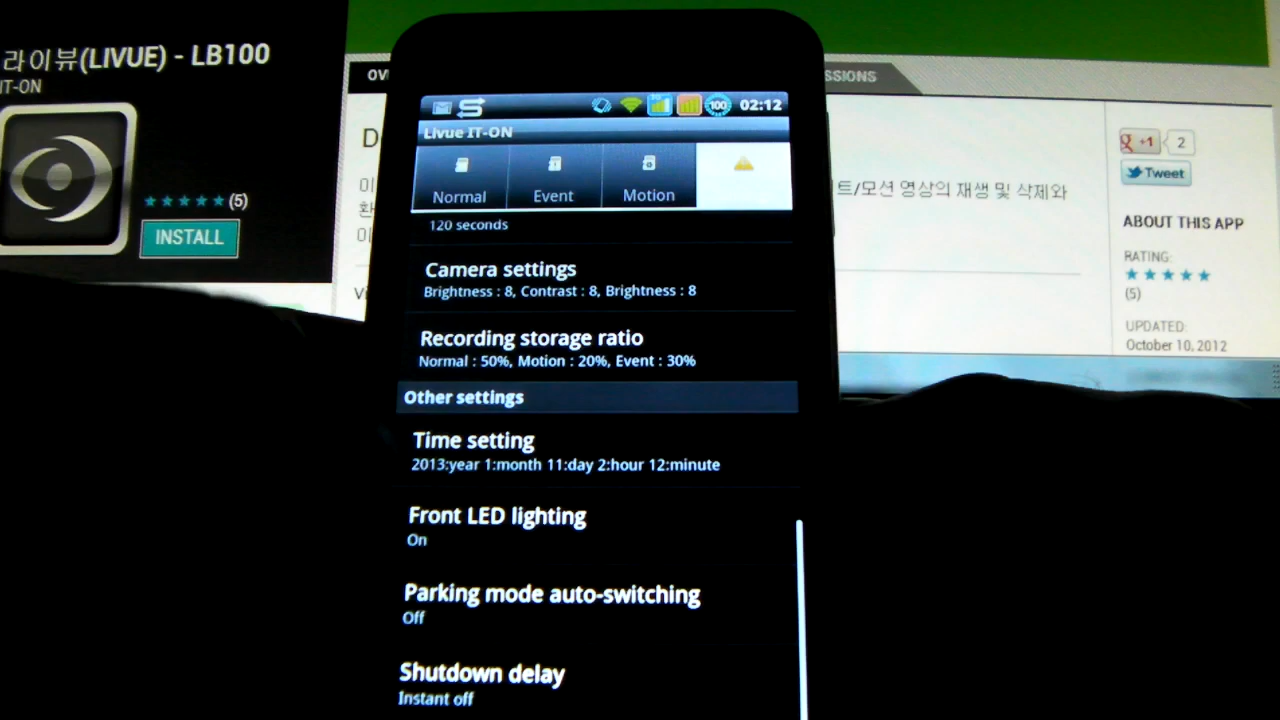 라이뷰(LIVUE) - LB100
IT-ON
(5)
INSTALL
OV
SSIONS
D
이
환
이
Vi
트/모션 영상의 재생 및 삭제와
g +1
2
Tweet
ABOUT THIS APP
RATING:
(5)
UPDATED:
October 10, 2012
100
02:12
Livue IT-ON
Normal
Event
Motion
120 seconds
Camera settings
Brightness : 8, Contrast : 8, Brightness : 8
Recording storage ratio
Normal : 50%, Motion : 20%, Event : 30%
Other settings
Time setting
2013:year 1:month 11:day 2:hour 12:minute
Front LED lighting
On
Parking mode auto-switching
Off
Shutdown delay
Instant off